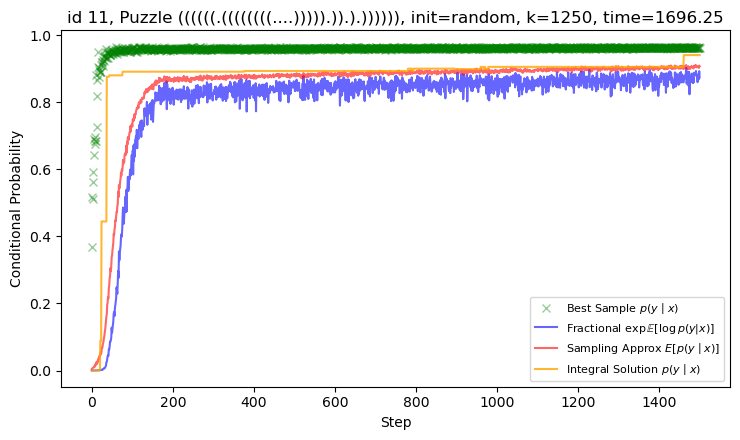 id 11, Puzzle ((((((.((((((((....))))).)).).)))))), init=random, k=1250, time=1696.25
1.0
0.8
0.6
0.4
0.2
0.0
Conditional Probability
0
200
400
600
800
1000
1200
1400
Step
Best Sample p(y | x)
Fractional exp𝔼[log p(y|x)]
Sampling Approx E[p(y | x)]
Integral Solution p(y | x)